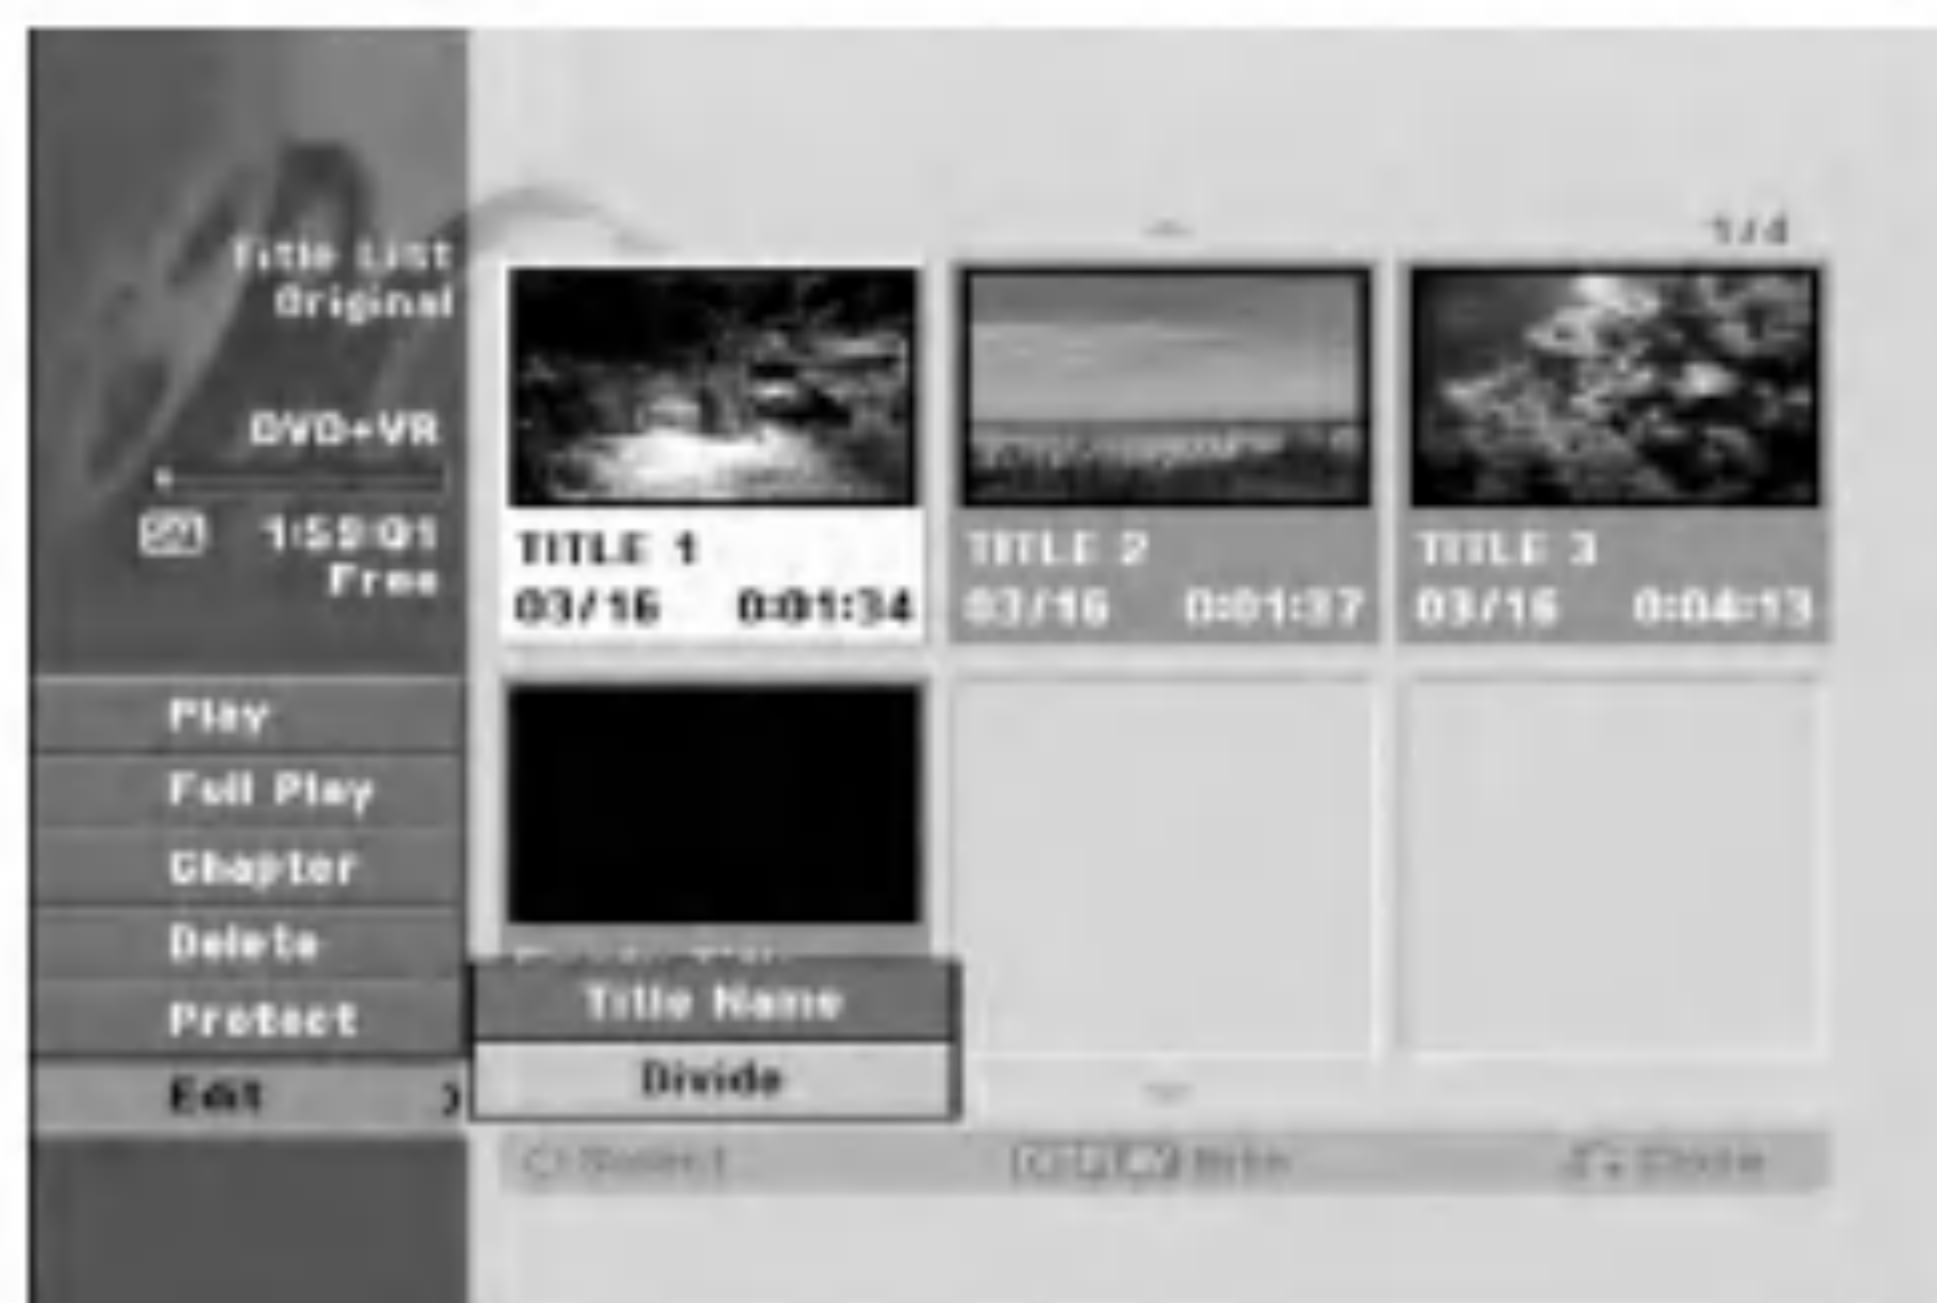 Title List
Original
DVD+VR
1:59:01
Free
Play
Full Play
Chapter
Delete
Protect
Edit >
1/4
TITLE 1
03/16 0:01:34
TITLE 2
03/16 0:01:37
TITLE 3
03/16 0:04:13
Title Name
Divide
Select
Close